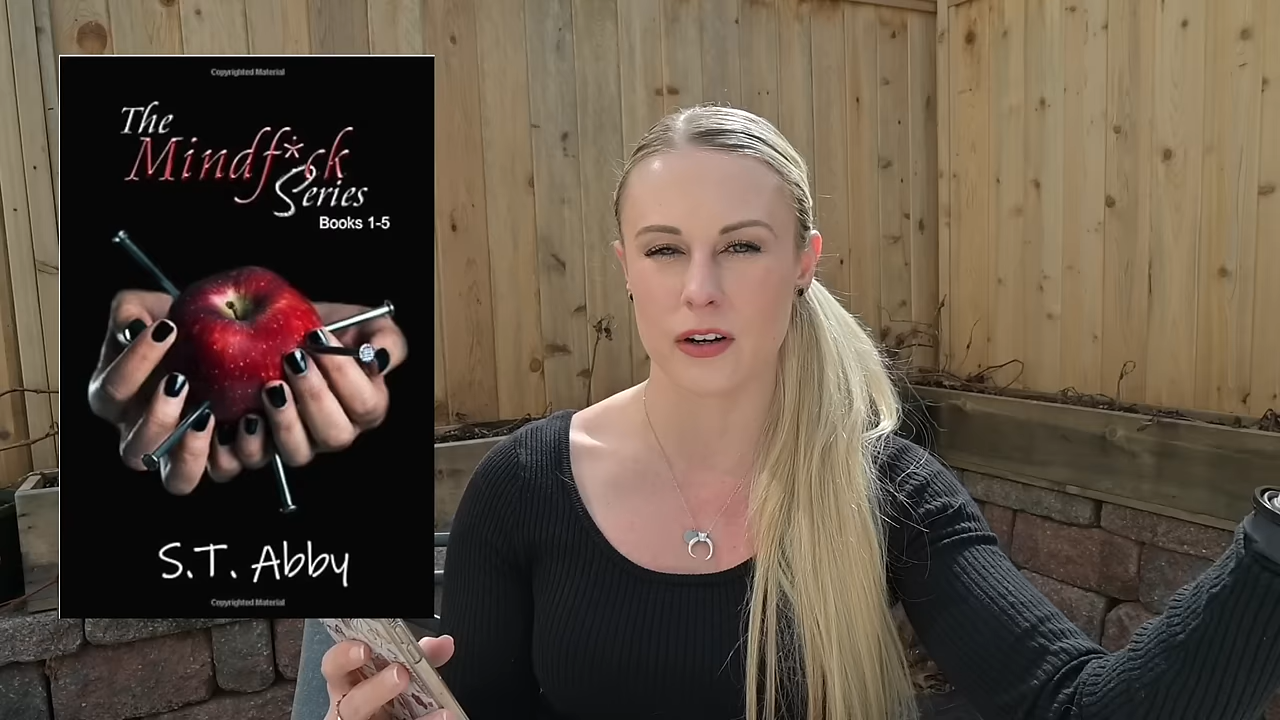 Copyrighted Material
The
Mindf*ck
Series
Books 1-5
S.T. Abby
Copyrighted Material